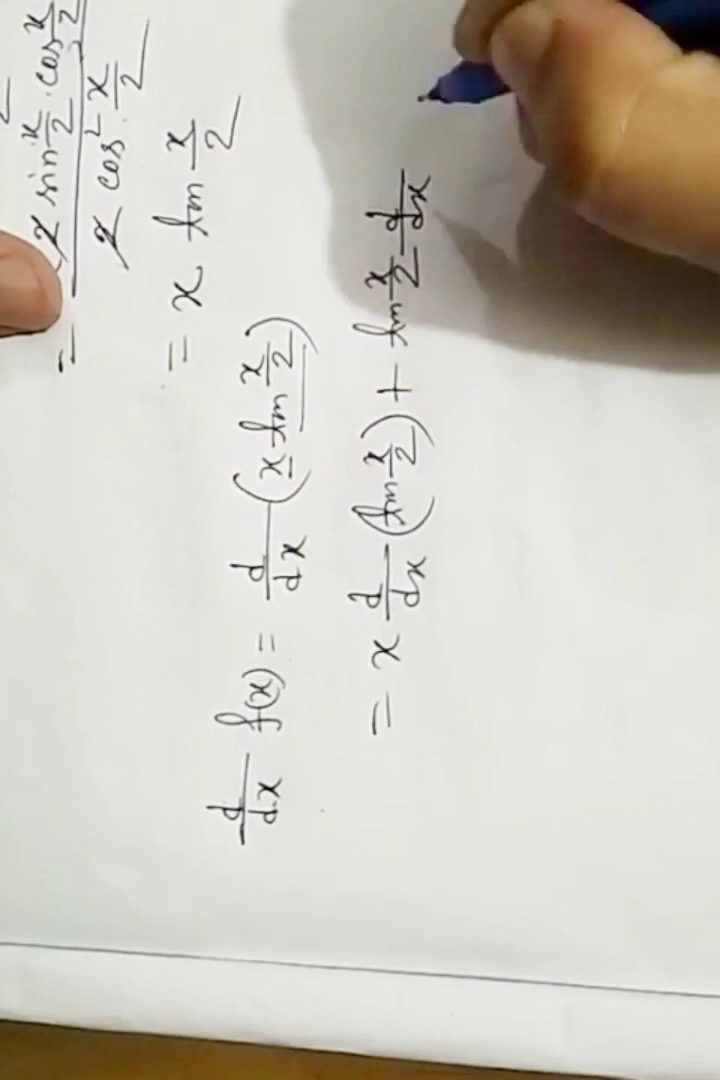 = 2 sin x/2 · cos x/2 / 2 cos² x/2
= x tan x/2
d/dx f(x) = d/dx (x tan x/2)
= x d/dx (tan x/2) + tan x/2 d/dx